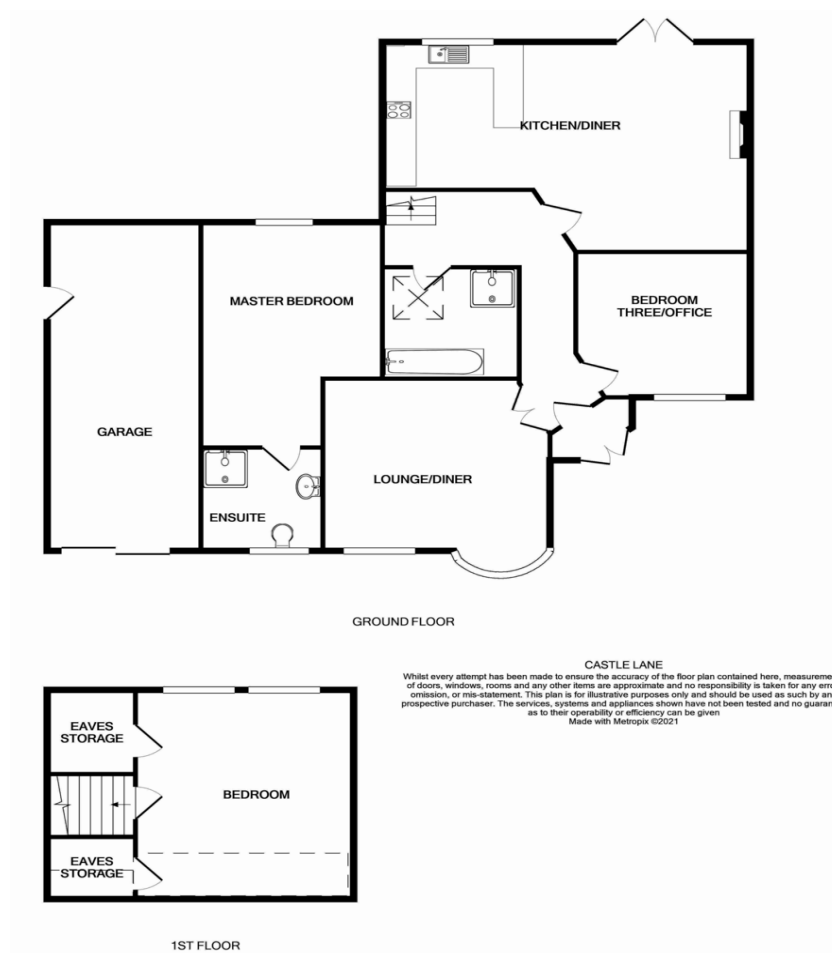 KITCHEN/DINER
MASTER BEDROOM
BEDROOM
THREE/OFFICE
GARAGE
LOUNGE/DINER
ENSUITE
GROUND FLOOR
CASTLE LANE
Whilst every attempt has been made to ensure the accuracy of the floor plan contained here, measureme
of doors, windows, rooms and any other items are approximate and no responsibility is taken for any erro
omission, or mis-statement. This plan is for illustrative purposes only and should be used as such by an
prospective purchaser. The services, systems and appliances shown have not been tested and no guaran
as to their operability or efficiency can be given
Made with Metropix ©2021
EAVES
STORAGE
BEDROOM
EAVES
STORAGE
1ST FLOOR